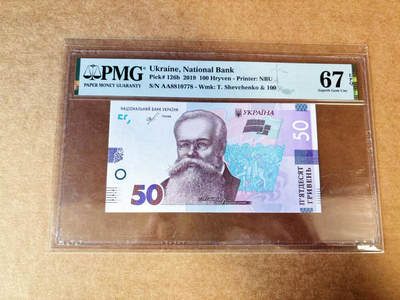 PMG
PAPER MONEY GUARANTY
Ukraine, National Bank
Pick# 126b 2019 100 Hryven - Printer: NBU
S/N AA8810778 - Wmk: T. Shevchenko & 100
67 EPQ
Superb Gem Unc
НАЦІОНАЛЬНИЙ БАНК УКРАЇНИ
УКРАЇНА
50
50
П'ЯТДЕСЯТ
ГРИВЕНЬ